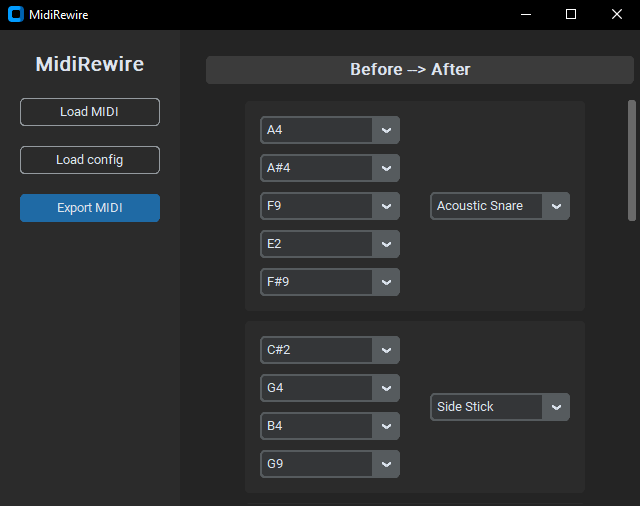 MidiRewire
MidiRewire
Load MIDI
Load config
Export MIDI
Before --> After
A4
A#4
F9
E2
F#9
Acoustic Snare
C#2
G4
B4
G9
Side Stick